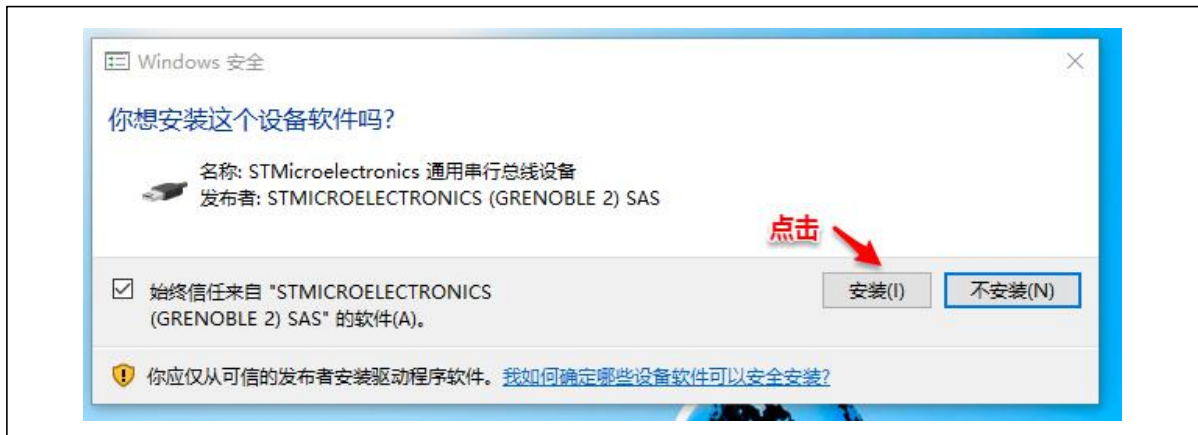 Windows 安全
你想安装这个设备软件吗?
名称: STMicroelectronics 通用串行总线设备
发布者: STMICROELECTRONICS (GRENOBLE 2) SAS
点击
始终信任来自 "STMICROELECTRONICS
(GRENOBLE 2) SAS" 的软件(A)。
安装(I)
不安装(N)
你应仅从可信的发布者安装驱动程序软件。我如何确定哪些设备软件可以安全安装?